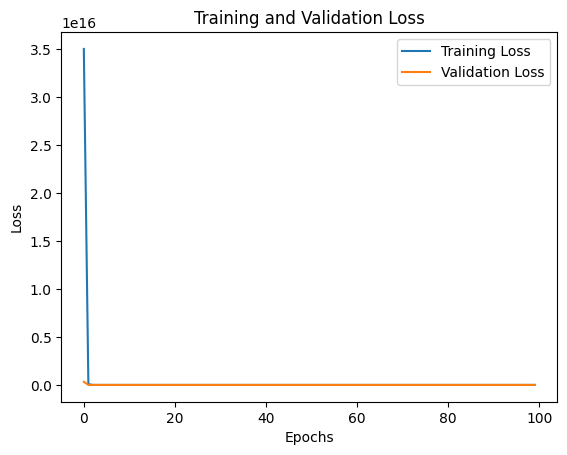 Training and Validation Loss
1e16
Training Loss
Validation Loss
3.5
3.0
2.5
2.0
1.5
1.0
0.5
0.0
Loss
0 20 40 60 80 100
Epochs